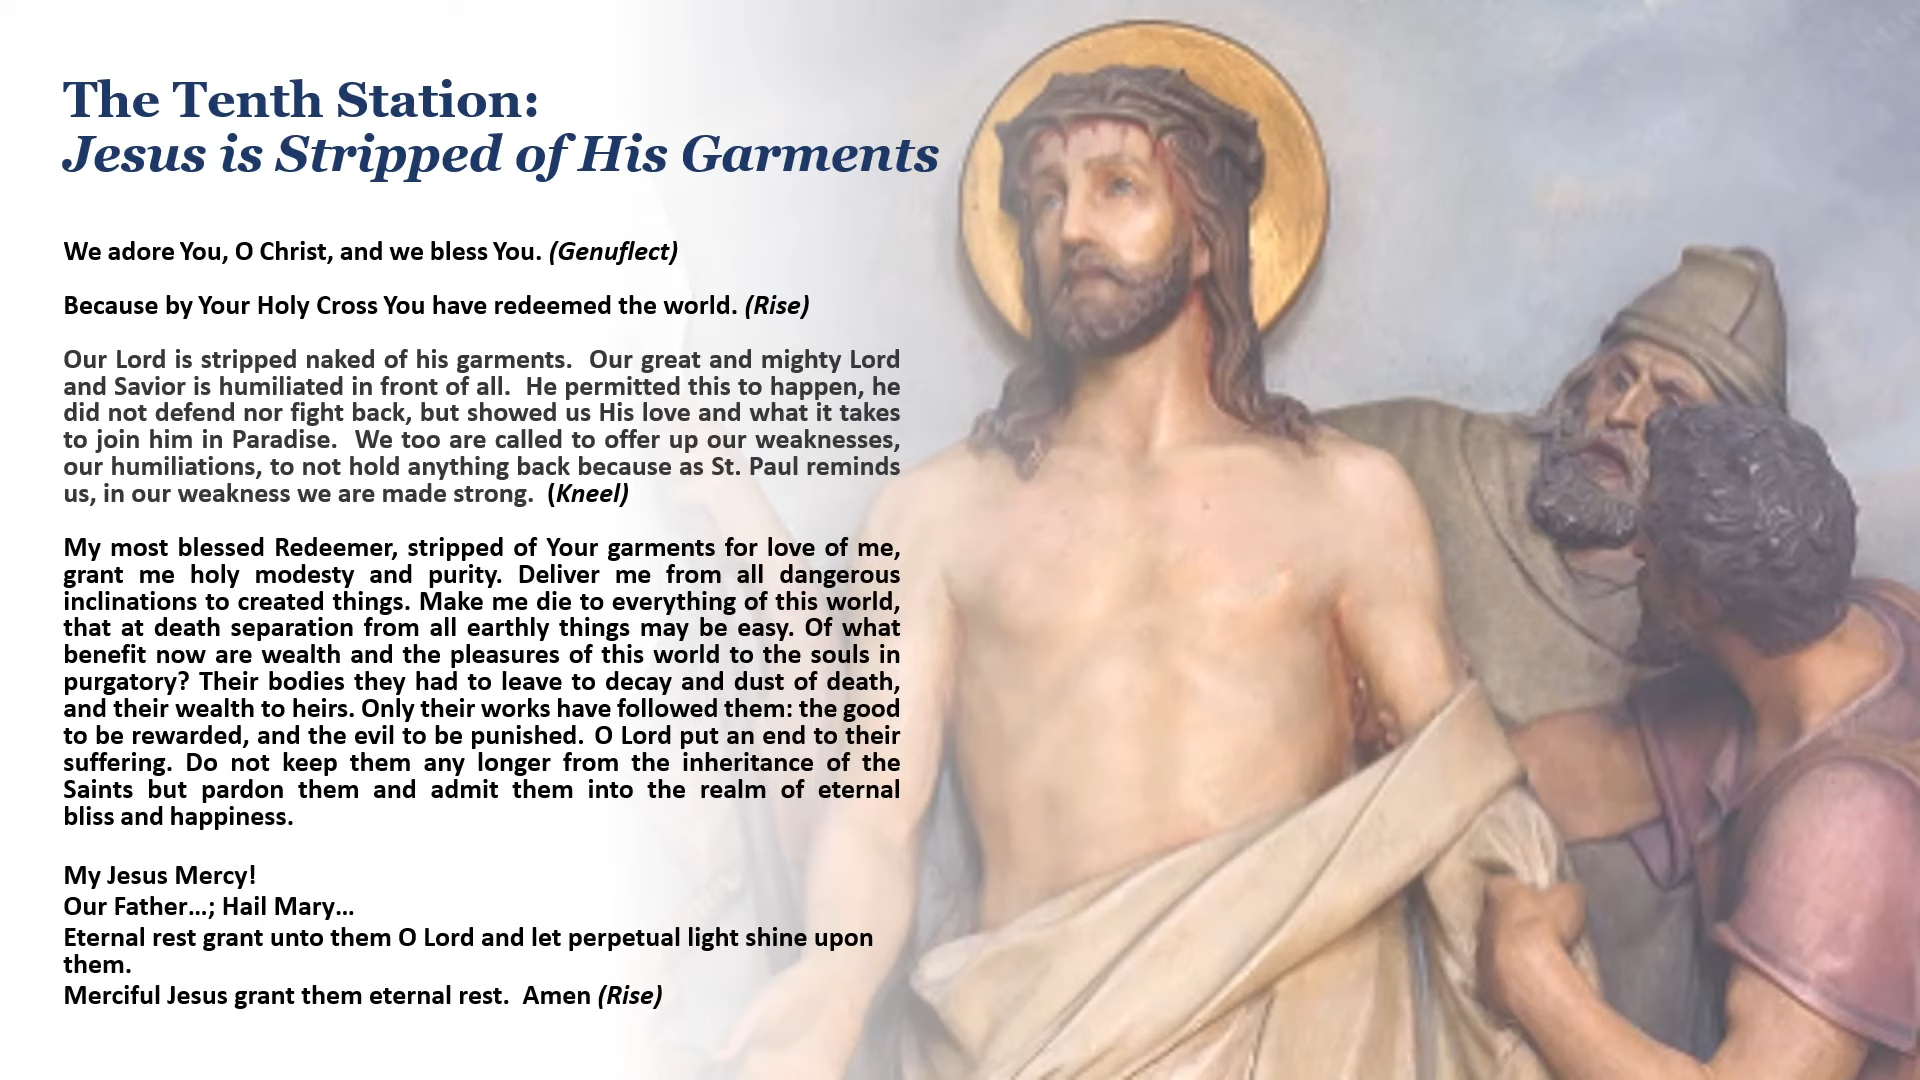 The Tenth Station:
Jesus is Stripped of His Garments
We adore You, O Christ, and we bless You. (Genuflect)
Because by Your Holy Cross You have redeemed the world. (Rise)
Our Lord is stripped naked of his garments.  Our great and mighty Lord
and Savior is humiliated in front of all.  He permitted this to happen, he
did not defend nor fight back, but showed us His love and what it takes
to join him in Paradise.  We too are called to offer up our weaknesses,
our humiliations, to not hold anything back because as St. Paul reminds
us, in our weakness we are made strong.  (Kneel)
My most blessed Redeemer, stripped of Your garments for love of me,
grant me holy modesty and purity. Deliver me from all dangerous
inclinations to created things. Make me die to everything of this world,
that at death separation from all earthly things may be easy. Of what
benefit now are wealth and the pleasures of this world to the souls in
purgatory? Their bodies they had to leave to decay and dust of death,
and their wealth to heirs. Only their works have followed them: the good
to be rewarded, and the evil to be punished. O Lord put an end to their
suffering. Do not keep them any longer from the inheritance of the
Saints but pardon them and admit them into the realm of eternal
bliss and happiness.
My Jesus Mercy!
Our Father...; Hail Mary...
Eternal rest grant unto them O Lord and let perpetual light shine upon
them.
Merciful Jesus grant them eternal rest.  Amen (Rise)